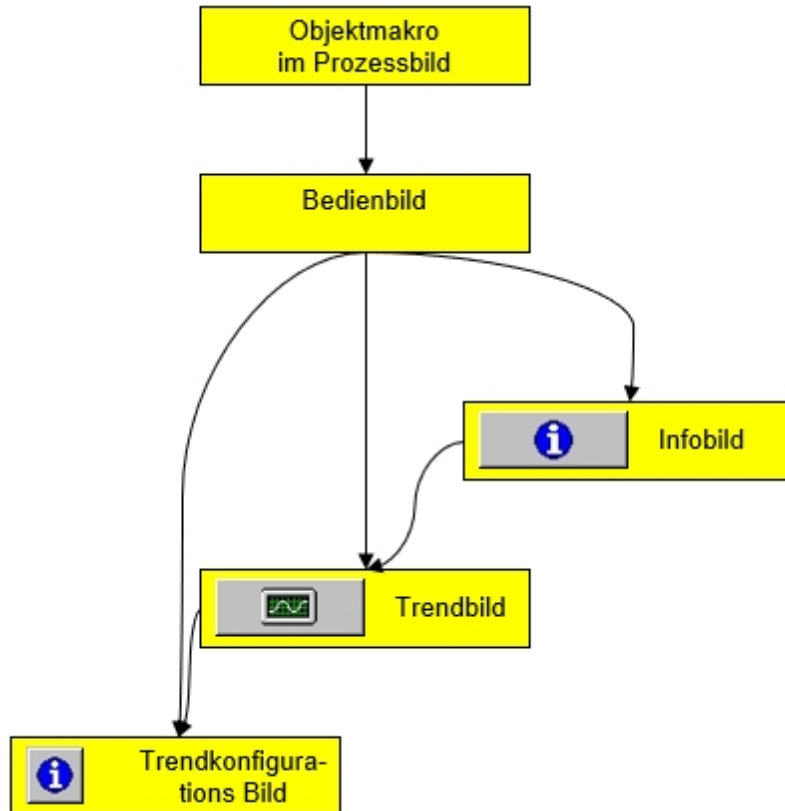 Objektmakro
im Prozessbild
Bedienbild
Infobild
Trendbild
Trendkonfigura-
tions Bild